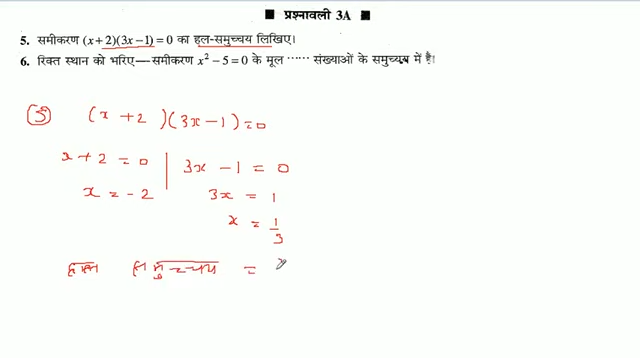 ■ प्रश्नावली 3A ■
5. समीकरण (x + 2)(3x – 1) = 0 का हल-समुच्चय लिखिए।
6. रिक्त स्थान को भरिए—समीकरण x² – 5 = 0 के मूल ...... संख्याओं के समुच्चय में हैं।
5 (x + 2)(3x – 1) = 0
x + 2 = 0 | 3x – 1 = 0
x = – 2 3x = 1
x = 1/3
हल समुच्चय =